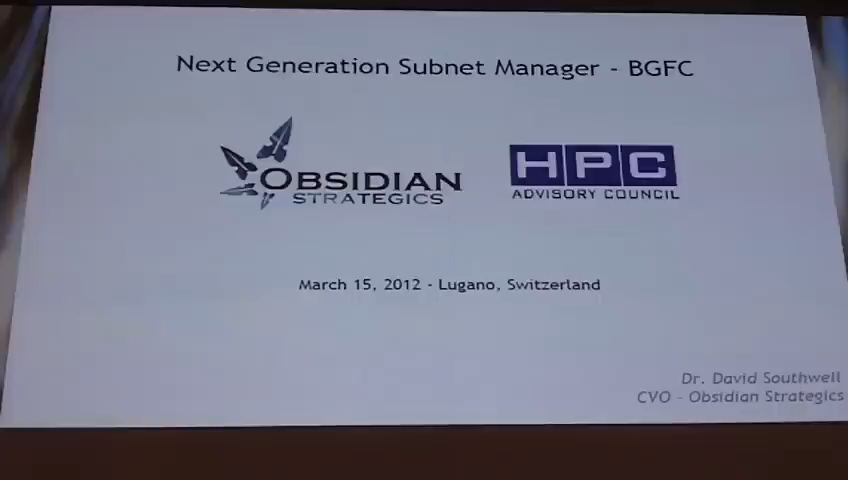 Next Generation Subnet Manager - BGFC
OBSIDIAN
STRATEGICS
HPC
ADVISORY COUNCIL
March 15, 2012 - Lugano, Switzerland
Dr. David Southwell
CVO - Obsidian Strategics